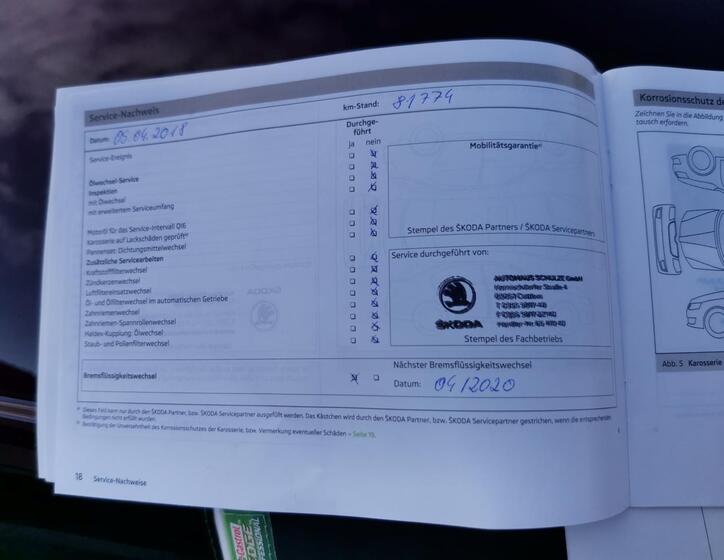 Service-Nachweis
Datum: 05.04.2018
km-Stand: 81774
Service-Ereignis
Durchge-
führt
ja nein
Ölwechsel-Service
Inspektion
mit Ölwechsel
mit erweitertem Serviceumfang
Motoröl für das Service-Intervall QI6
Karosserie auf Lackschäden geprüft
Pannenset: Dichtungsmittelwechsel
Zusätzliche Servicearbeiten
Kraftstofffilterwechsel
Zündkerzenwechsel
Luftfiltereinsatzwechsel
Öl- und Ölfilterwechsel im automatischen Getriebe
Zahnriemenwechsel
Zahnriemen-Spannrollenwechsel
Haldex-Kupplung: Ölwechsel
Staub- und Pollenfilterwechsel
Mobilitätsgarantie
Stempel des ŠKODA Partners / ŠKODA Servicepartners
Service durchgeführt von:
ŠKODA
AUTOHAUS SCHULZE GmbH
Stempel des Fachbetriebs
Bremsflüssigkeitswechsel
Nächster Bremsflüssigkeitswechsel
Datum: 04/2020
Dieses Feld kann nur durch den ŠKODA Partner, bzw. ŠKODA Servicepartner ausgefüllt werden. Das Kästchen wird durch den ŠKODA Partner, bzw. ŠKODA Servicepartner gestrichen, wenn die entsprechenden
Bedingungen nicht erfüllt wurden.
Bestätigung der Unversehrtheit des Korrosionsschutzes der Karosserie, bzw. Vermerkung eventueller Schäden » Seite 19.
18 Service-Nachweise
Korrosionsschutz de
Zeichnen Sie in die Abbildung
tausch erfordern.
Abb. 5 Karosserie
Castrol
EDGE
PROFESSIONAL